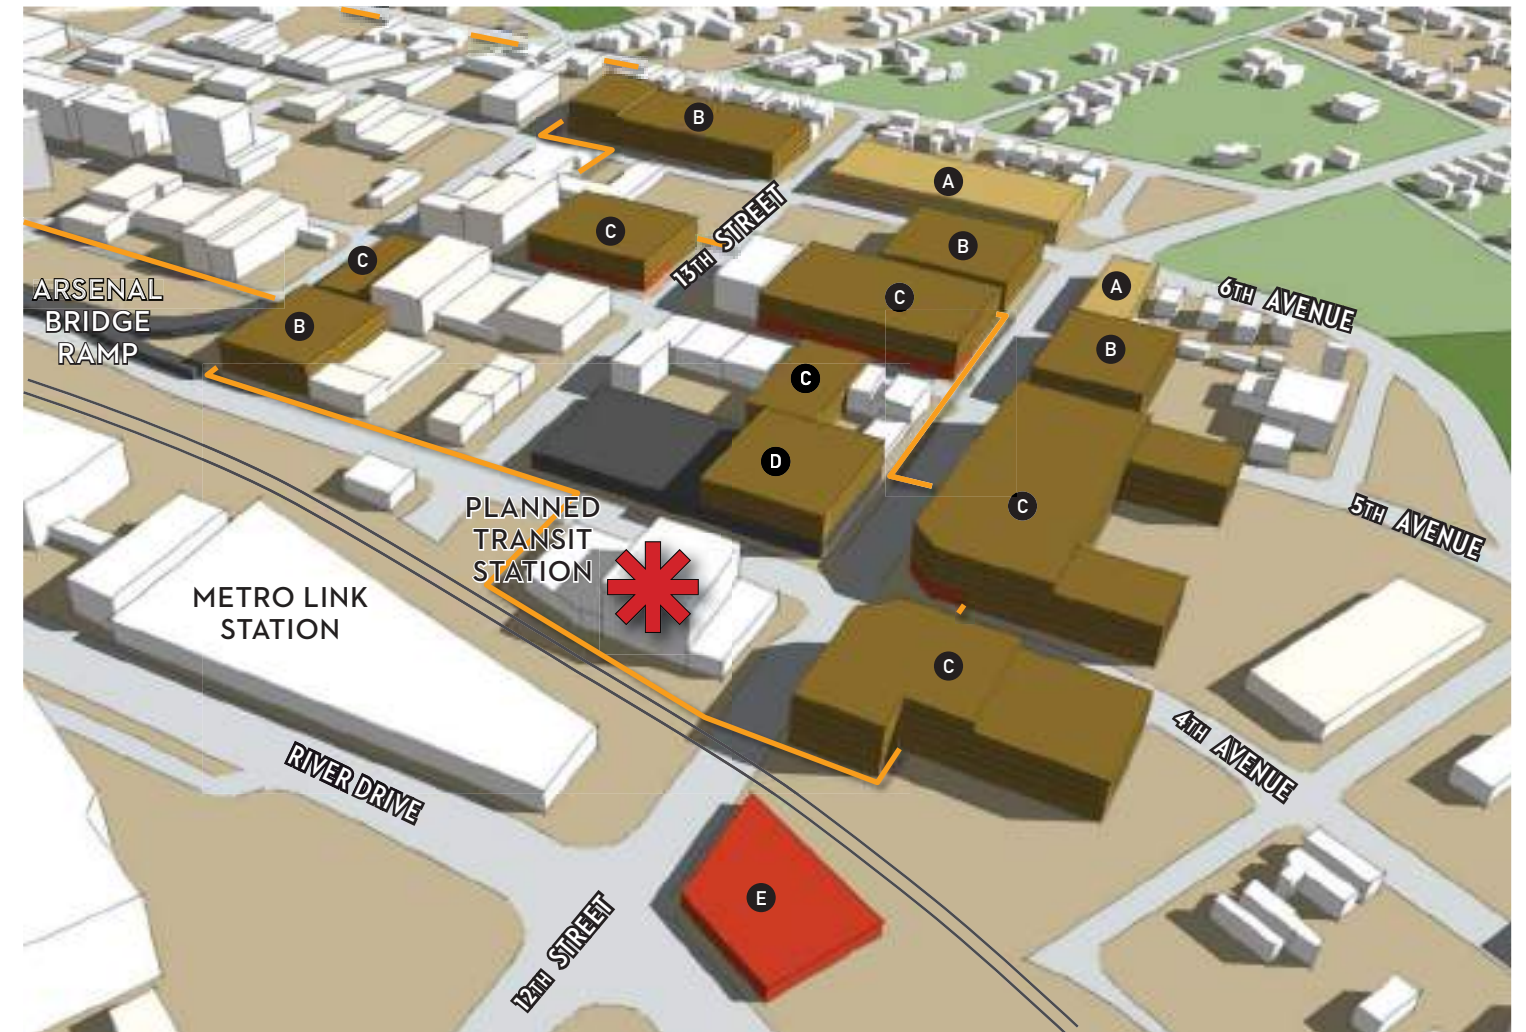 B
A
13TH STREET
C
B
C
A
6TH AVENUE
ARSENAL
BRIDGE
RAMP
C
B
B
C
D
C
5TH AVENUE
PLANNED
TRANSIT
STATION
METRO LINK
STATION
C
4TH AVENUE
RIVER DRIVE
E
12TH STREET